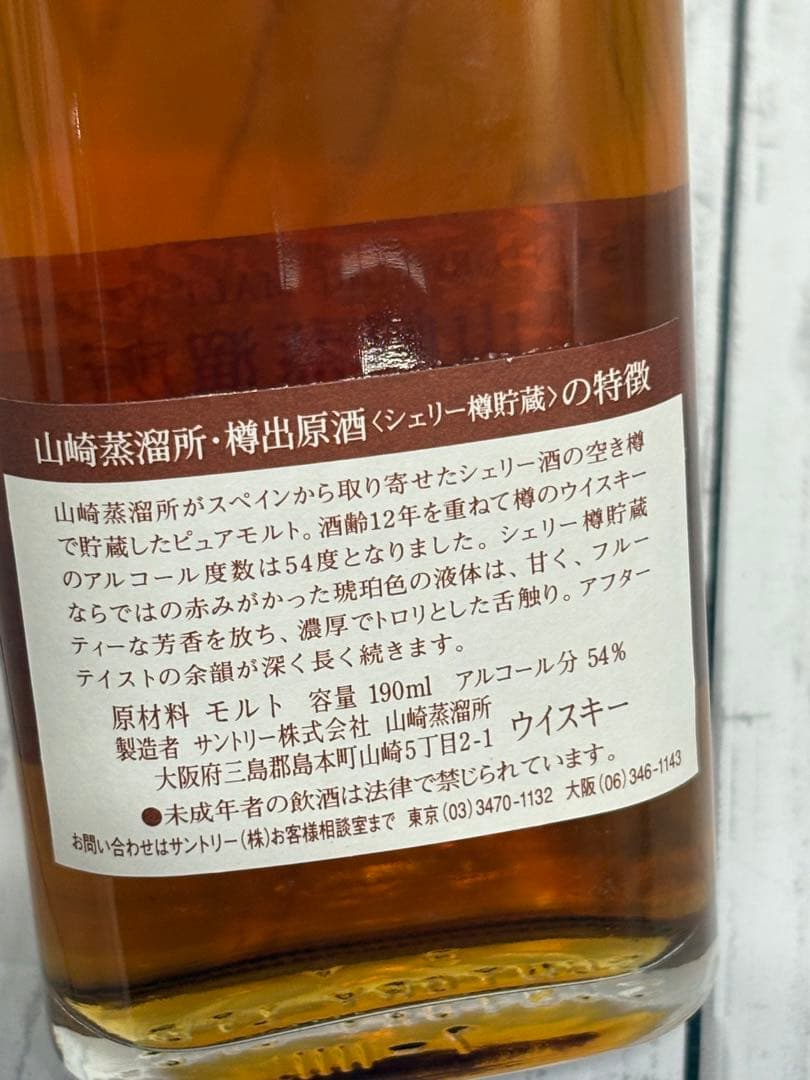 山崎蒸溜所・樽出原酒〈シェリー樽貯蔵〉の特徴
山崎蒸溜所がスペインから取り寄せたシェリー酒の空き樽
で貯蔵したピュアモルト。酒齢12年を重ねて樽のウイスキー
のアルコール度数は54度となりました。シェリー樽貯蔵
ならではの赤みがかった琥珀色の液体は、甘く、フルー
ティーな芳香を放ち、濃厚でトロリとした舌触り。アフター
テイストの余韻が深く長く続きます。
原材料 モルト 容量 190ml アルコール分 54%
製造者 サントリー株式会社 山崎蒸溜所 ウイスキー
大阪府三島郡島本町山崎5丁目2-1
●未成年者の飲酒は法律で禁じられています。
お問い合わせはサントリー(株)お客様相談室まで 東京(03)3470-1132 大阪(06)346-1143